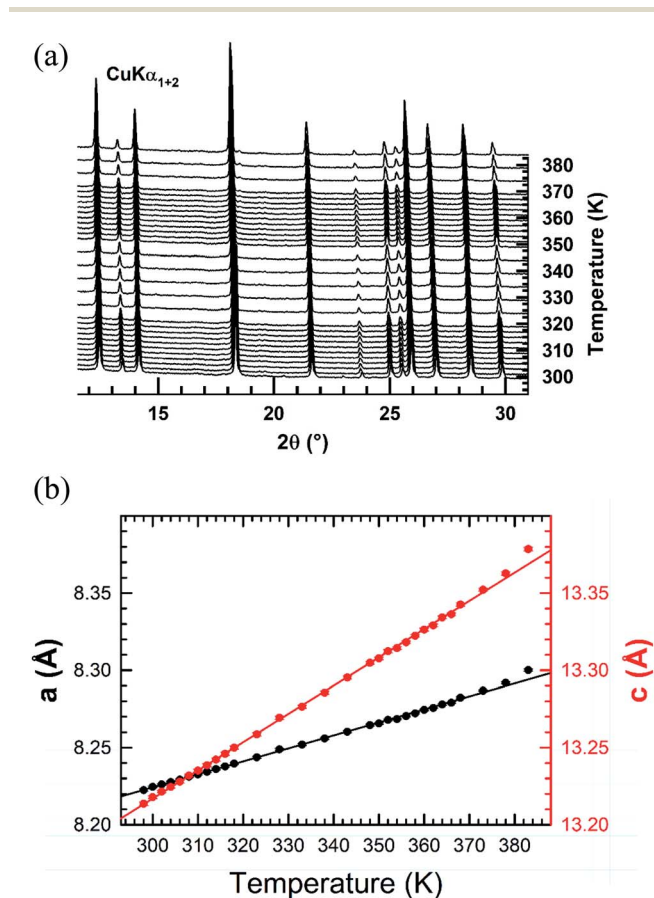 (a)
CuKα1+2
380
370
360
350
340
330
320
310
300
Temperature (K)
15 20 25 30
2θ (°)
(b)
8.35
8.30
8.25
8.20
a (Å)
13.35
13.30
13.25
13.20
c (Å)
300 310 320 330 340 350 360 370 380
Temperature (K)